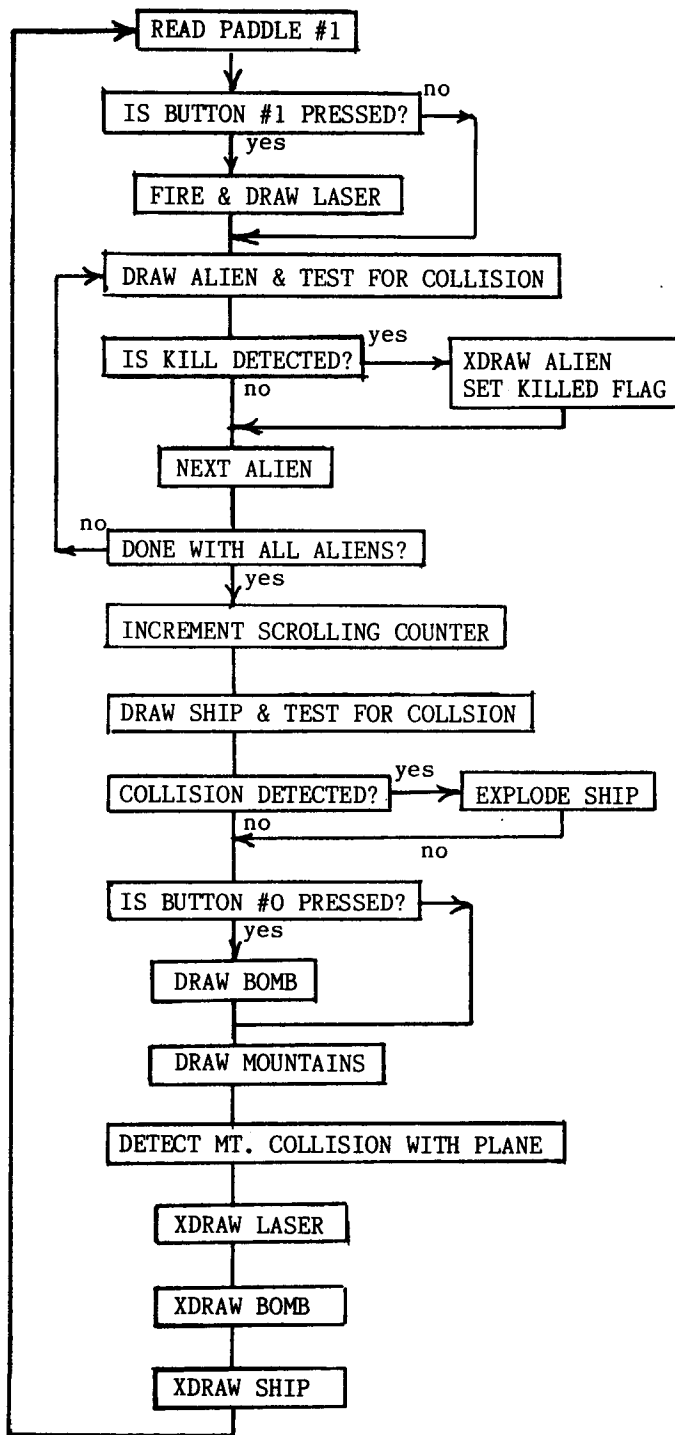 READ PADDLE #1
no
IS BUTTON #1 PRESSED?
yes
FIRE & DRAW LASER
DRAW ALIEN & TEST FOR COLLISION
yes
IS KILL DETECTED?
XDRAW ALIEN
SET KILLED FLAG
no
NEXT ALIEN
no
DONE WITH ALL ALIENS?
yes
INCREMENT SCROLLING COUNTER
DRAW SHIP & TEST FOR COLLSION
yes
COLLISION DETECTED?
EXPLODE SHIP
no
no
IS BUTTON #0 PRESSED?
yes
DRAW BOMB
DRAW MOUNTAINS
DETECT MT. COLLISION WITH PLANE
XDRAW LASER
XDRAW BOMB
XDRAW SHIP